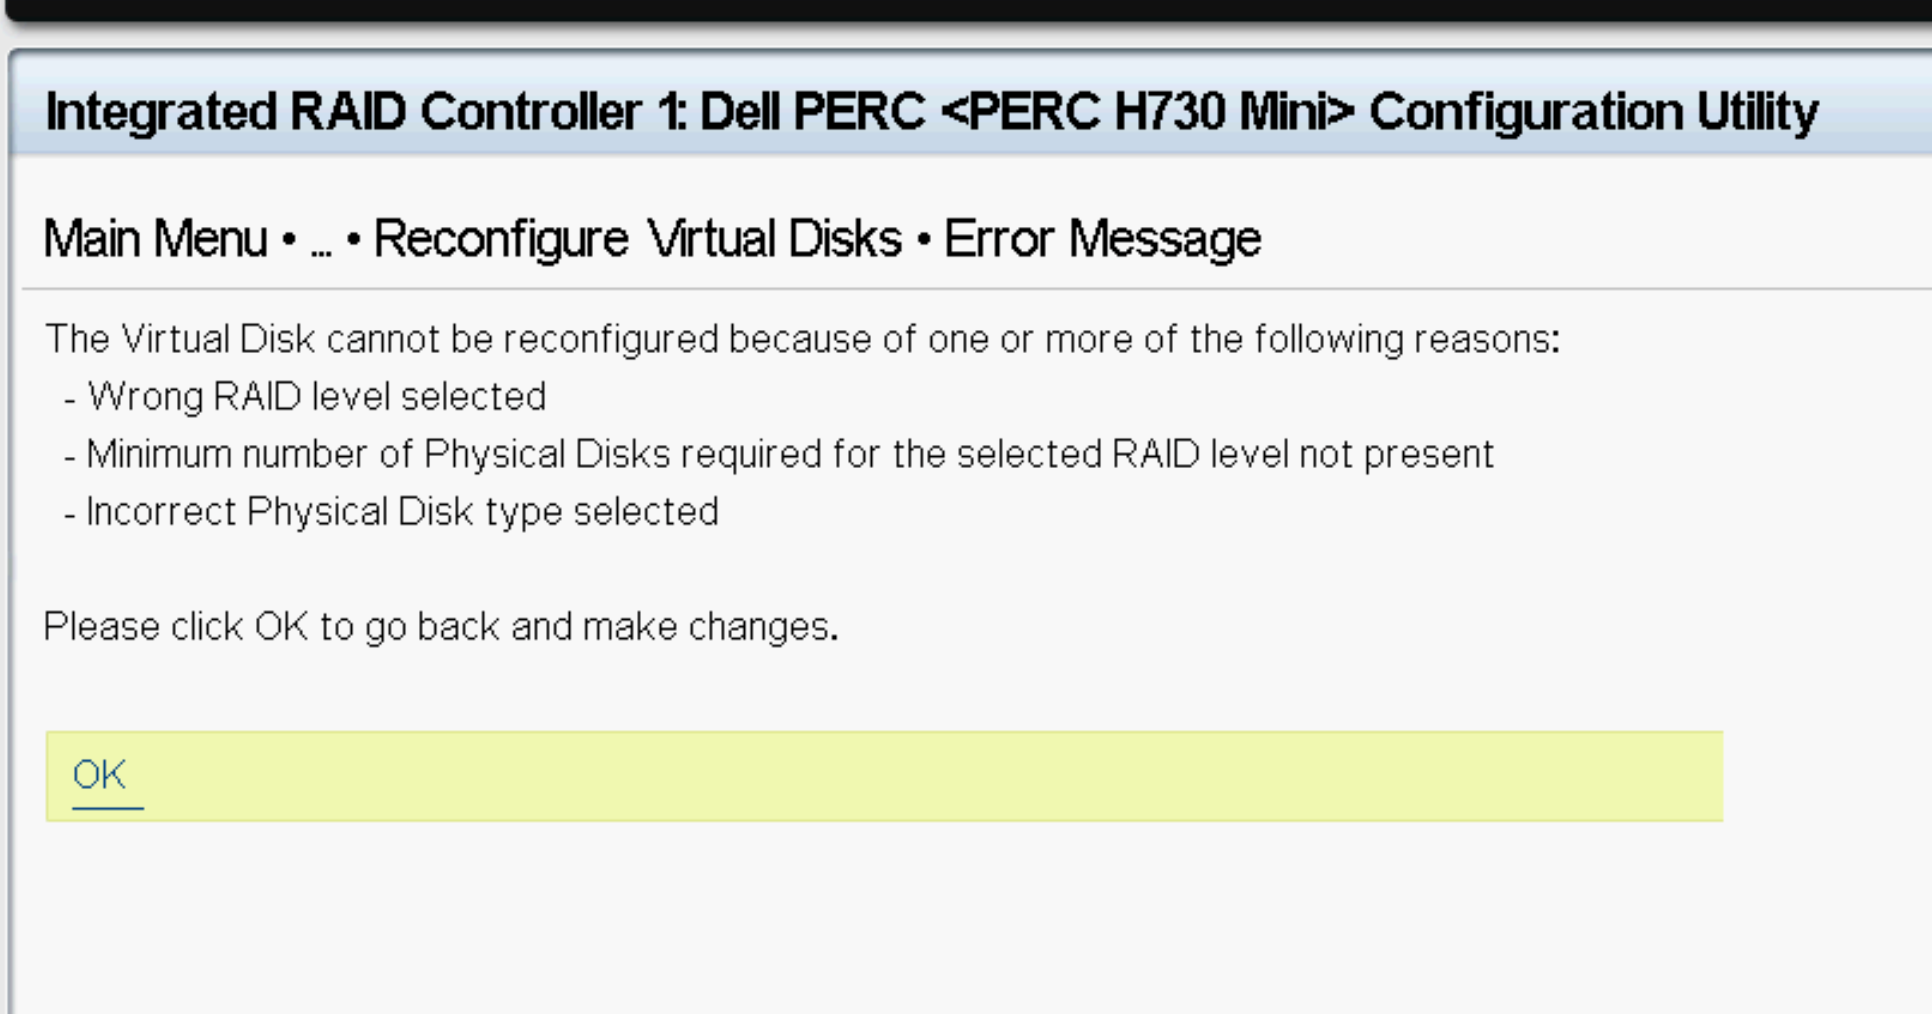 Integrated RAID Controller 1: Dell PERC <PERC H730 Mini> Configuration Utility
Main Menu • ... • Reconfigure Virtual Disks • Error Message
The Virtual Disk cannot be reconfigured because of one or more of the following reasons:
- Wrong RAID level selected
- Minimum number of Physical Disks required for the selected RAID level not present
- Incorrect Physical Disk type selected
Please click OK to go back and make changes.
OK